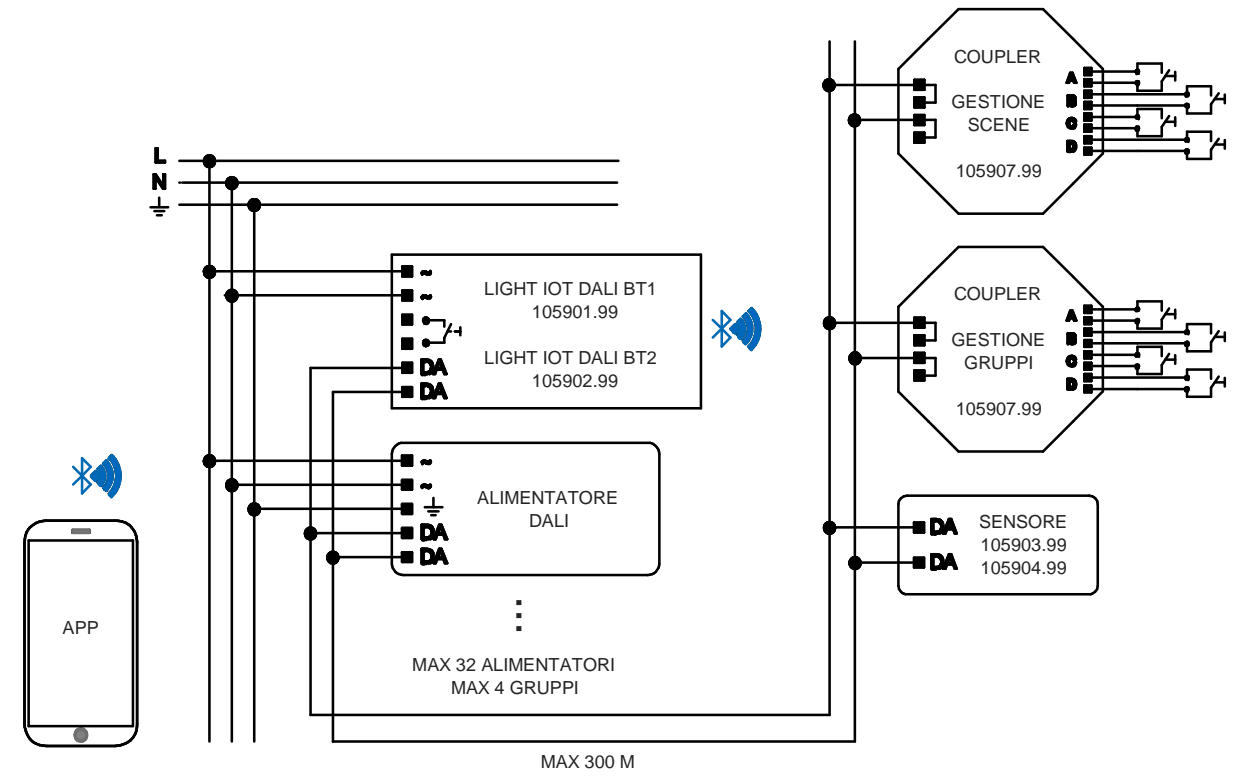 L
N
~
~
DA
DA
LIGHT IOT DALI BT1
105901.99
LIGHT IOT DALI BT2
105902.99
~
~
DA
DA
ALIMENTATORE
DALI
MAX 32 ALIMENTATORI
MAX 4 GRUPPI
MAX 300 M
APP
COUPLER
GESTIONE
SCENE
105907.99
A
B
C
D
COUPLER
GESTIONE
GRUPPI
105907.99
A
B
C
D
DA
DA
SENSORE
105903.99
105904.99